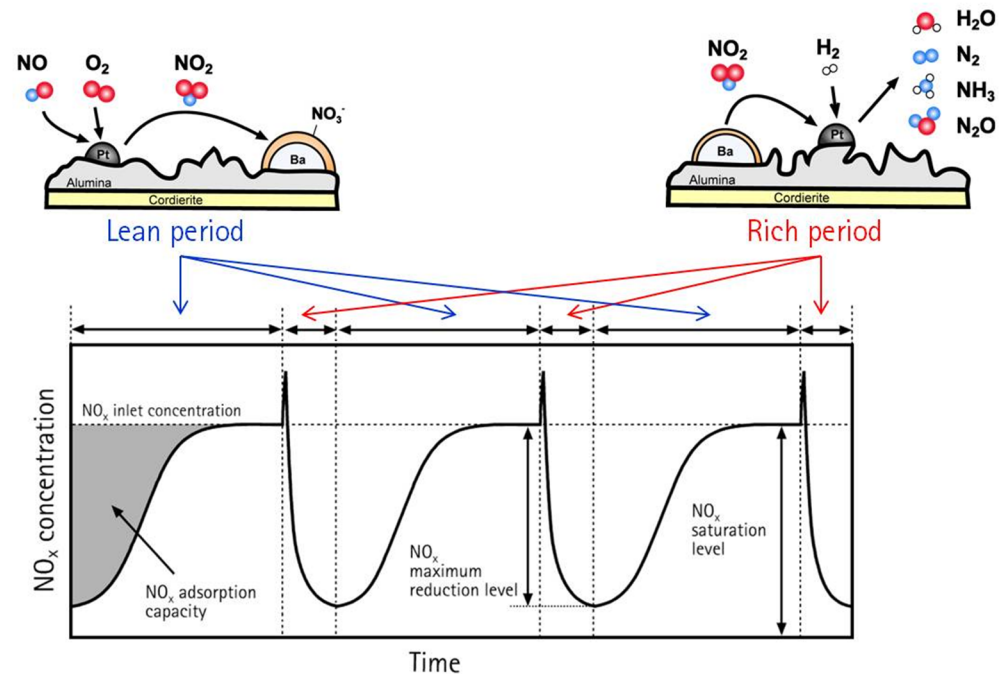 NO
O2
NO2
NO3-
Pt
Ba
Alumina
Cordierite
Lean period
NO2
H2
H2O
N2
NH3
N2O
Ba
Pt
Alumina
Cordierite
Rich period
NOx concentration
NOx inlet concentration
NOx adsorption
capacity
NOx
maximum
reduction level
NOx
saturation
level
Time